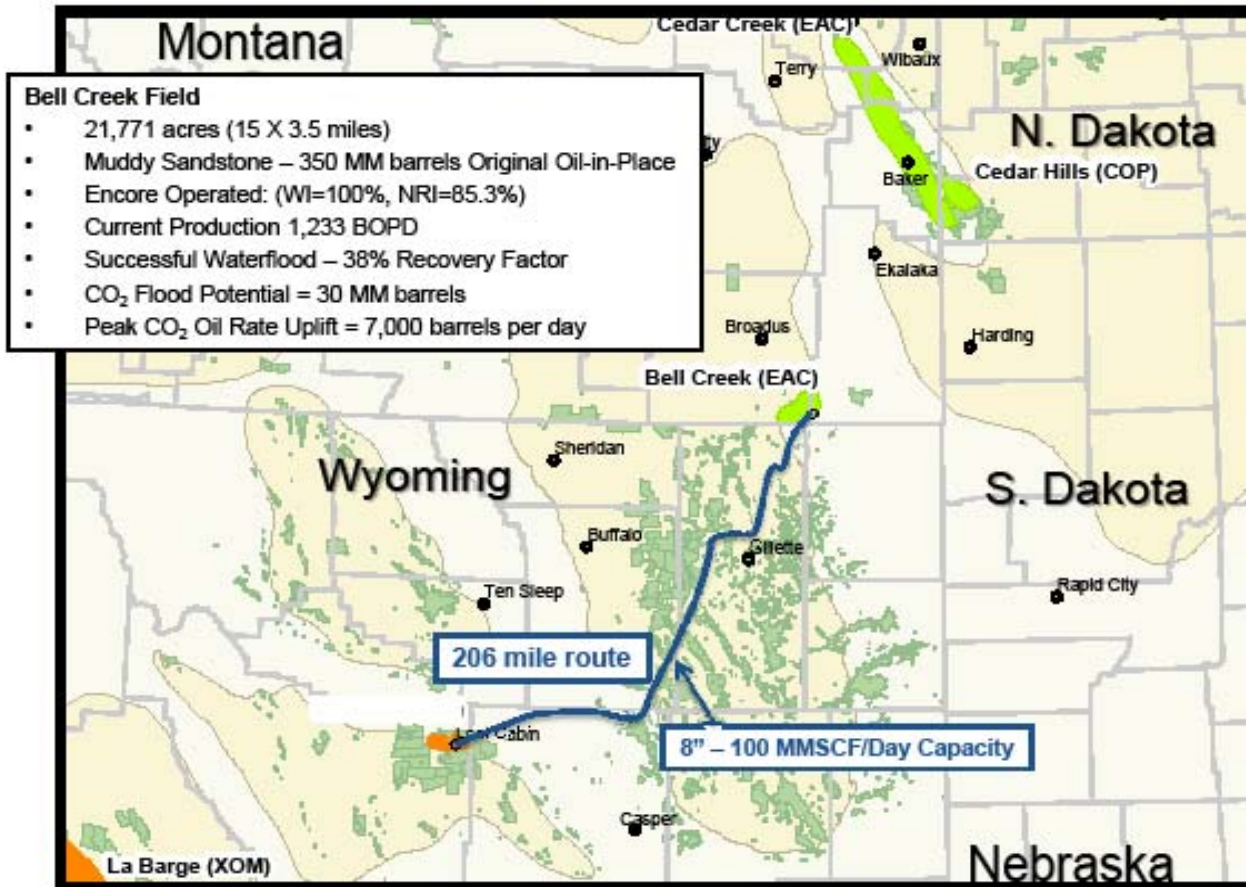 Montana
Cedar Creek (EAC)
Wibaux
Terry
Bell Creek Field
• 21,771 acres (15 X 3.5 miles)
• Muddy Sandstone – 350 MM barrels Original Oil-in-Place
• Encore Operated: (WI=100%, NRI=85.3%)
• Current Production 1,233 BOPD
• Successful Waterflood – 38% Recovery Factor
• CO₂ Flood Potential = 30 MM barrels
• Peak CO₂ Oil Rate Uplift = 7,000 barrels per day
N. Dakota
Baker
Cedar Hills (COP)
Ekalaka
Broadus
Harding
Bell Creek (EAC)
Sheridan
Wyoming
S. Dakota
Buffalo
Gillette
Ten Sleep
Rapid City
206 mile route
Lost Cabin
8” – 100 MMSCF/Day Capacity
Casper
La Barge (XOM)
Nebraska